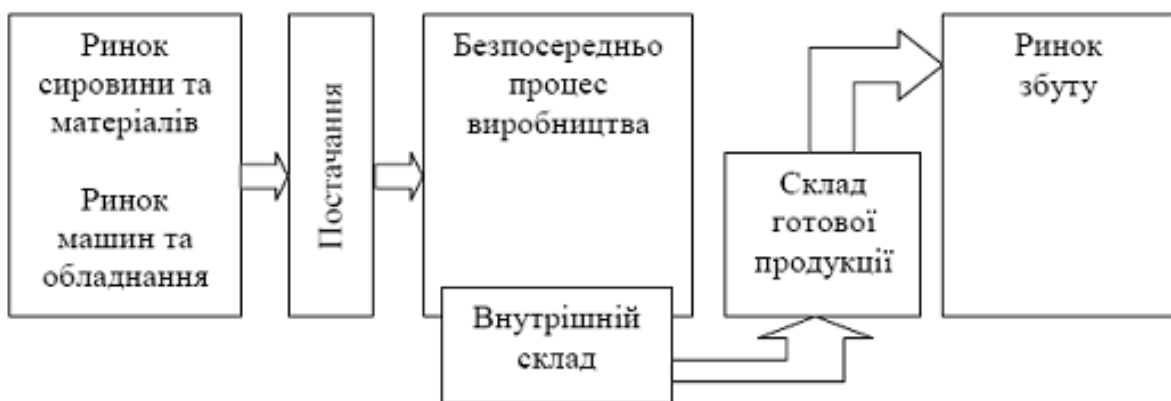 Ринок
сировини та
матеріалів
Ринок
машин та
обладнання
Постачання
Безпосередньо
процес
виробництва
Внутрішній
склад
Склад
готової
продукції
Ринок
збуту